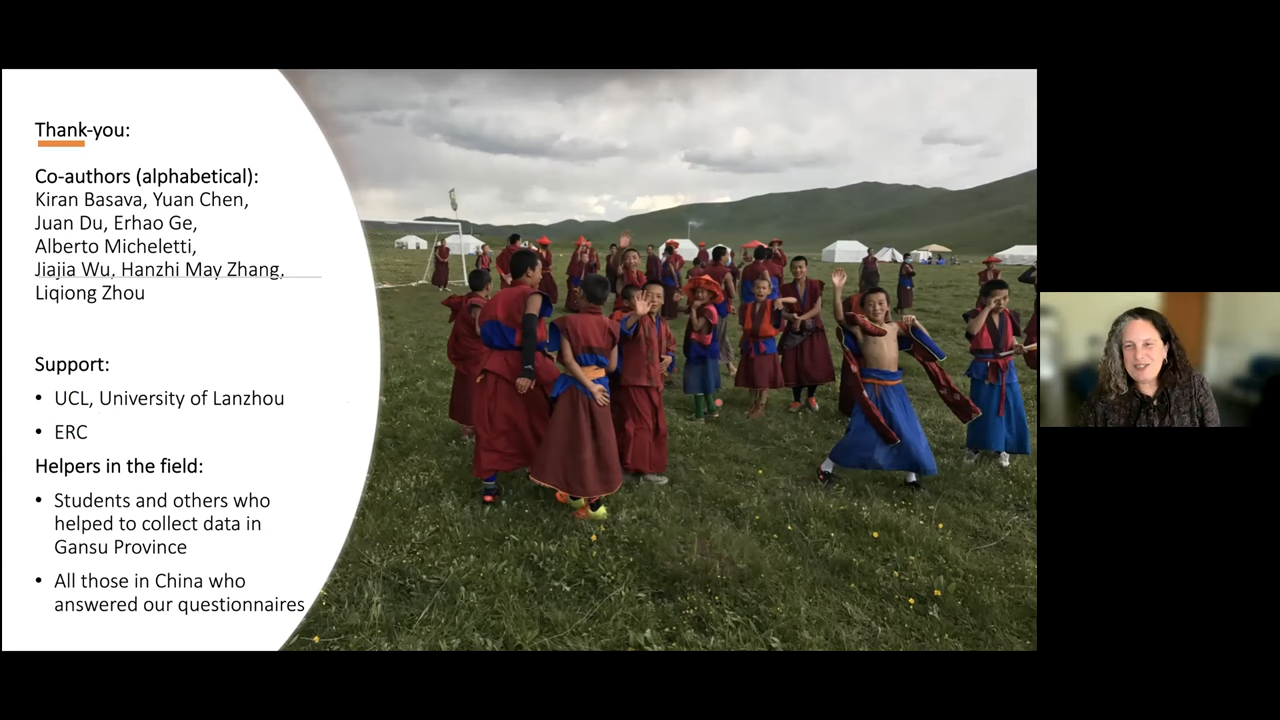 Thank-you:
Co-authors (alphabetical):
Kiran Basava, Yuan Chen,
Juan Du, Erhao Ge,
Alberto Micheletti,
Jiajia Wu, Hanzhi May Zhang,
Liqiong Zhou
Support:
• UCL, University of Lanzhou
• ERC
Helpers in the field:
• Students and others who
helped to collect data in
Gansu Province
• All those in China who
answered our questionnaires